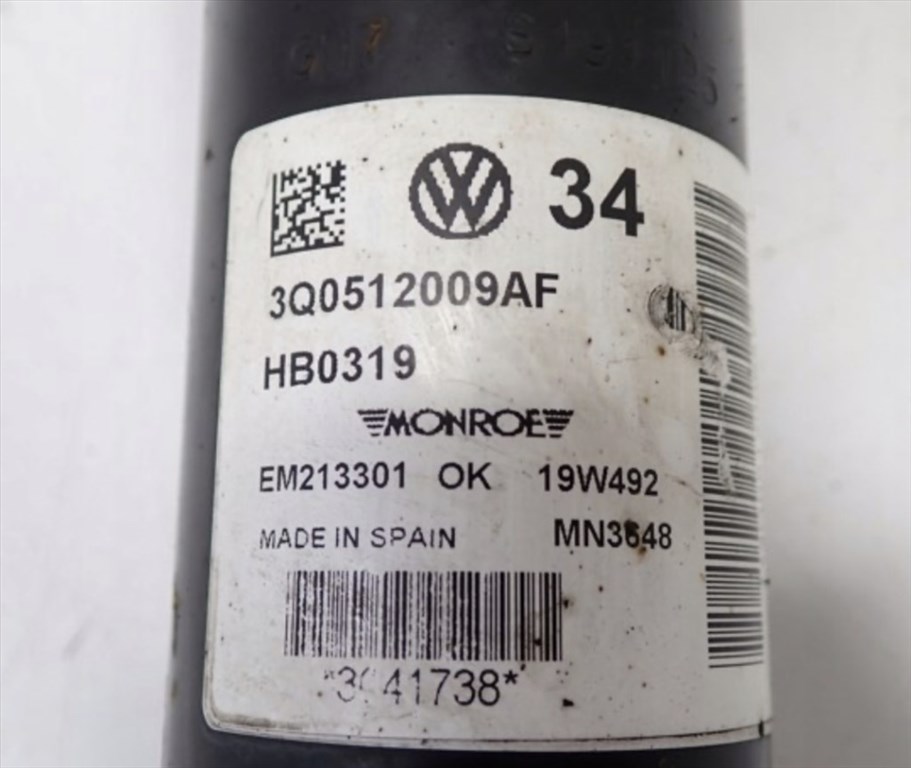 34
3Q0512009AF
HB0319
MONROE
EM213301 OK 19W492
MADE IN SPAIN MN3648